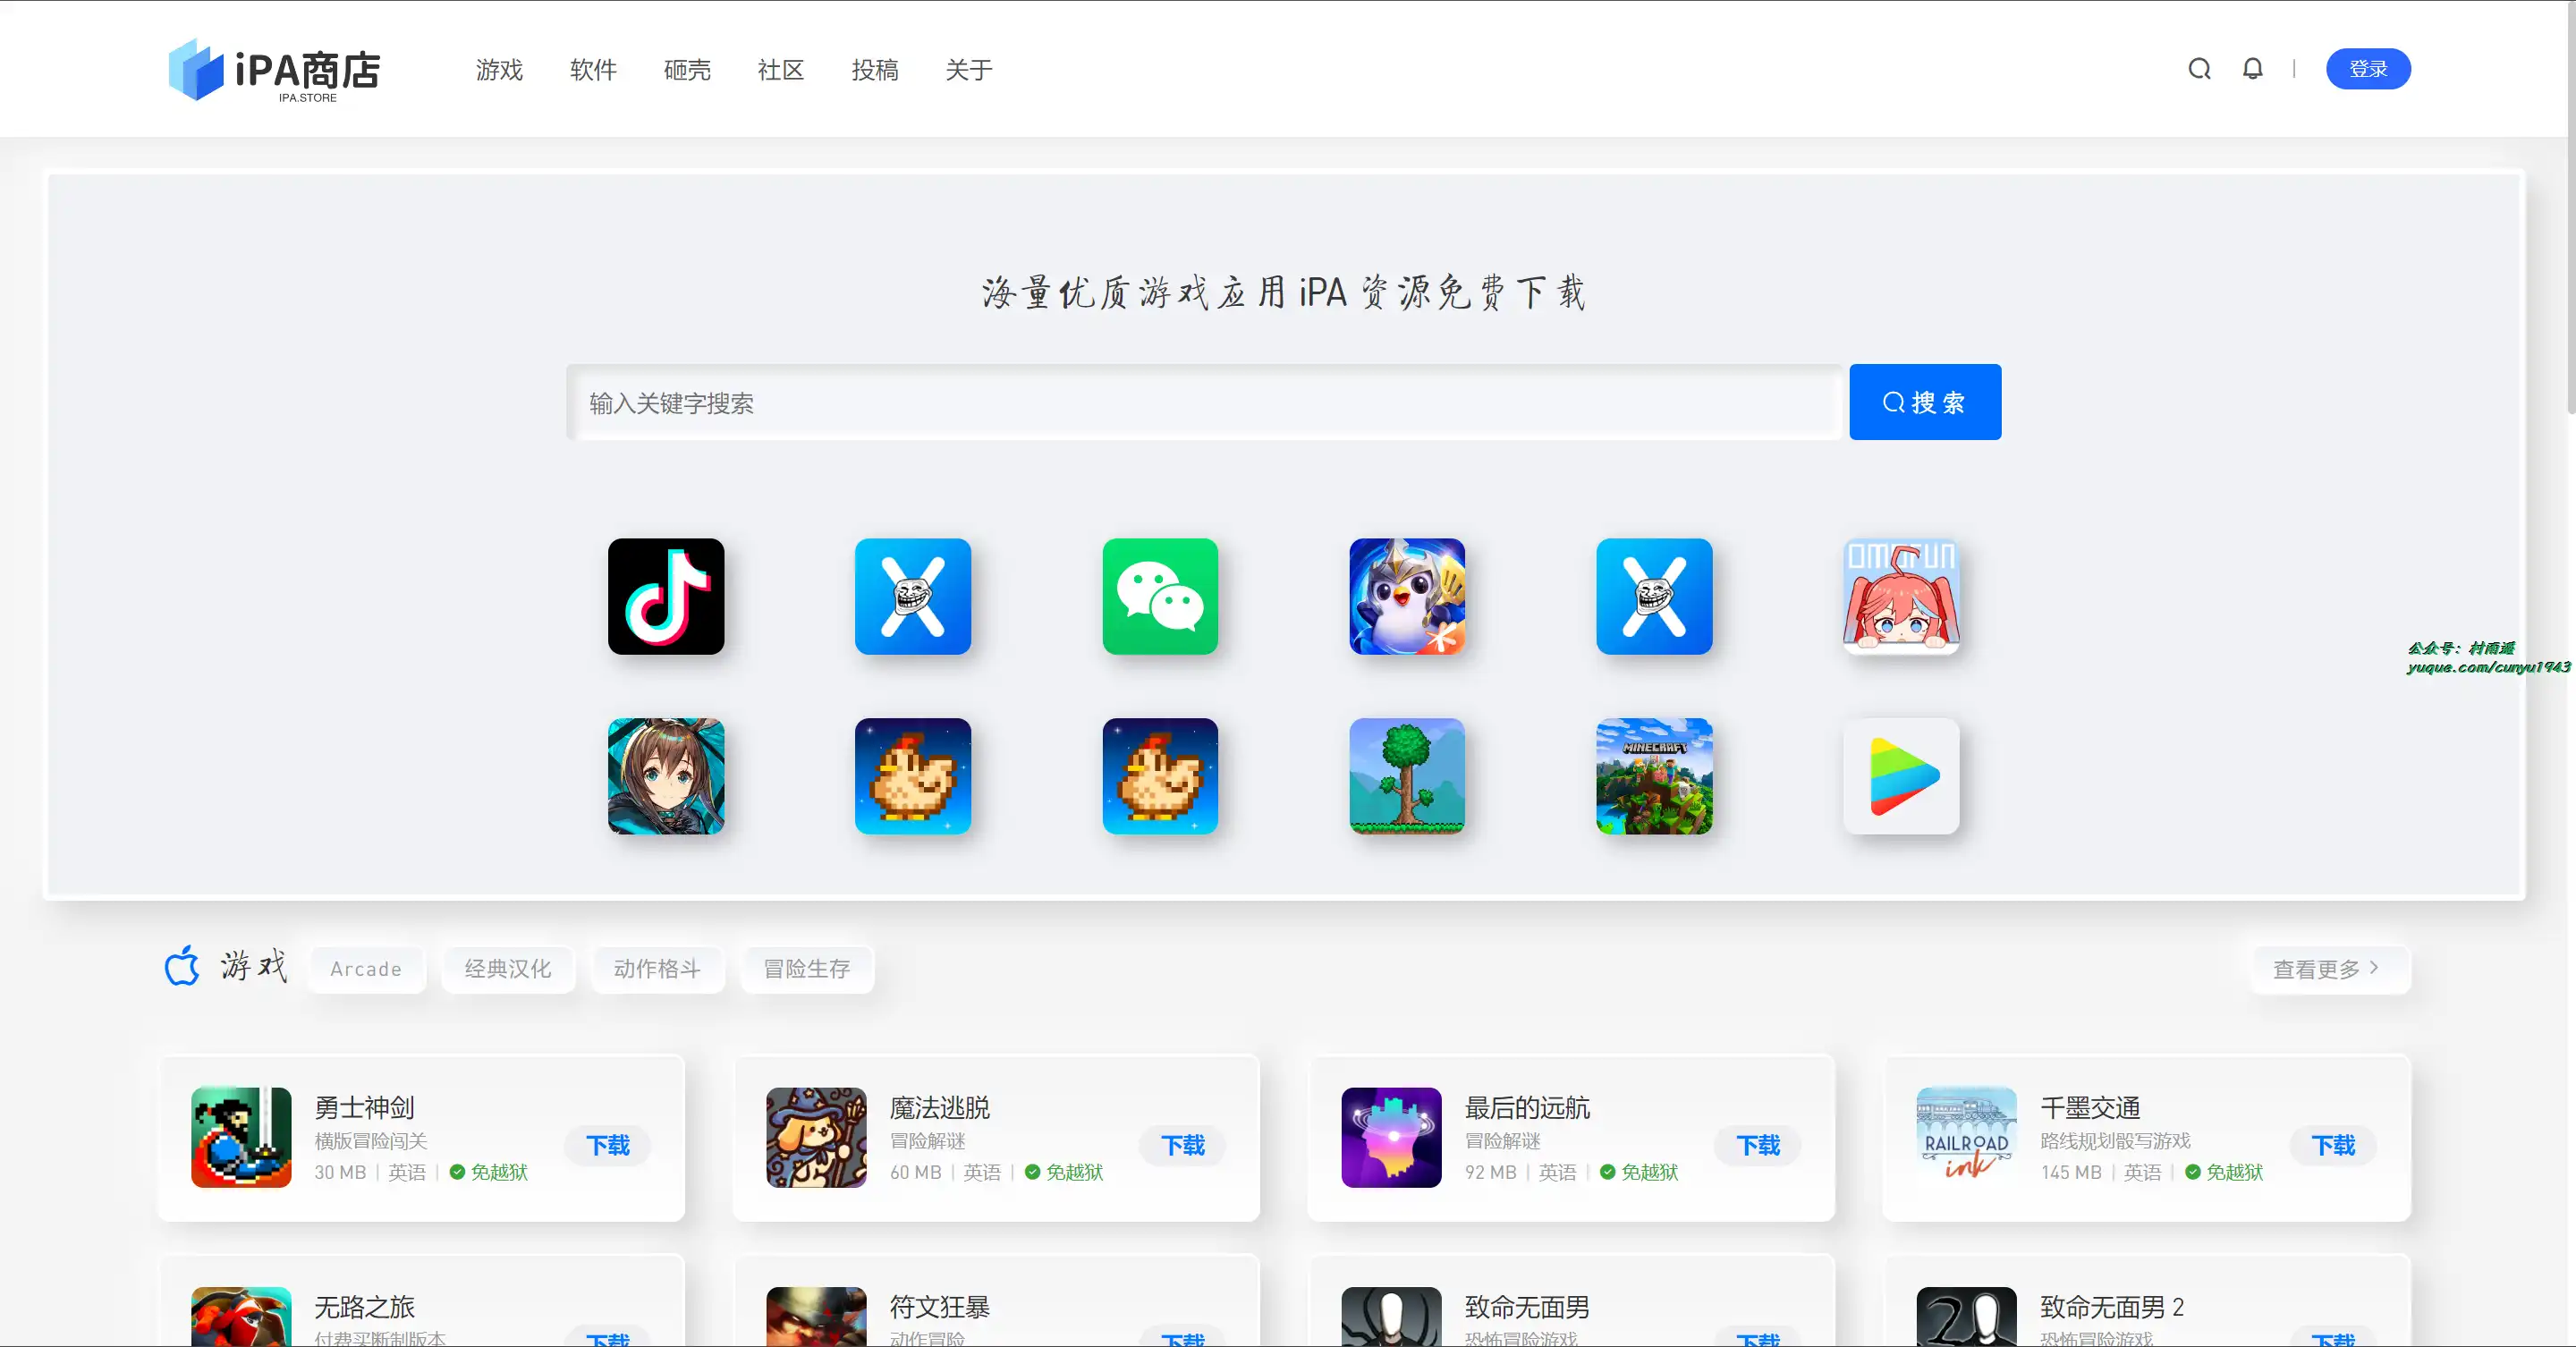 iPA商店
IPA.STORE
游戏 软件 砸壳 社区 投稿 关于
登录
海量优质游戏应用 iPA 资源免费下载
输入关键字搜索
搜索
OMOFUN
公众号：村雨遥
yuque.com/cunyu1943
MINECRAFT
游戏 Arcade 经典汉化 动作格斗 冒险生存 查看更多
勇士神剑
横版冒险闯关
30 MB 英语 免越狱
下载
魔法逃脱
冒险解谜
60 MB 英语 免越狱
下载
最后的远航
冒险解谜
92 MB 英语 免越狱
下载
RAILROAD
ink
千墨交通
路线规划骰写游戏
145 MB 英语 免越狱
下载
无路之旅
付费买断制版本
下载
符文狂暴
动作冒险
下载
致命无面男
恐怖冒险游戏
下载
致命无面男 2
恐怖冒险游戏
下载